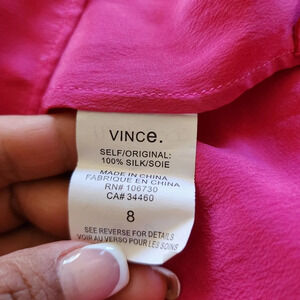 VINCE.
SELF/ORIGINAL:
100% SILK/SOIE
MADE IN CHINA
FABRIQUE EN CHINA
RN# 106730
CA# 34460
8
SEE REVERSE FOR DETAILS
VOIR AU VERSO POUR LES SOINS